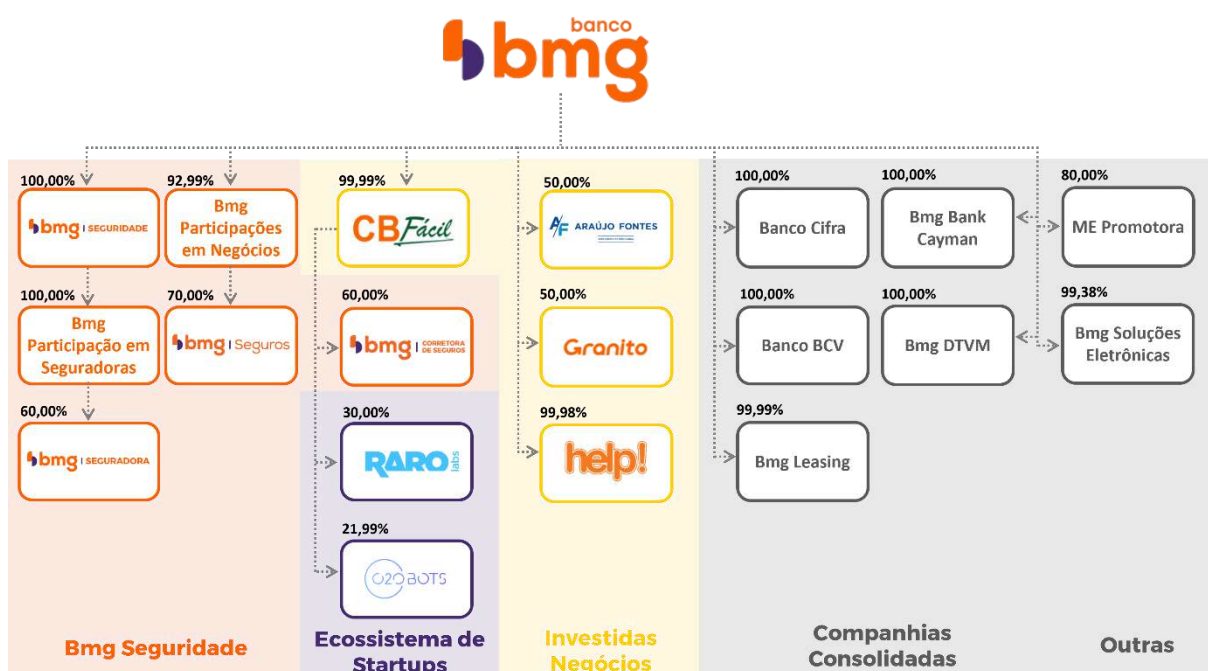 banco
bmg
100,00%
bmg | SEGURIDADE
92,99%
Bmg
Participações
em Negócios
99,99%
CB Fácil
50,00%
A/F ARAÚJO FONTES
100,00%
Banco Cifra
100,00%
Bmg Bank
Cayman
80,00%
ME Promotora
100,00%
Bmg
Participação em
Seguradoras
70,00%
bmg | Seguros
60,00%
bmg | CORRETORA
DE SEGUROS
50,00%
Granito
100,00%
Banco BCV
100,00%
Bmg DTVM
99,38%
Bmg Soluções
Eletrônicas
60,00%
bmg | SEGURADORA
30,00%
RARO labs
99,98%
help!
99,99%
Bmg Leasing
21,99%
O2OBOTS
Bmg Seguridade
Ecossistema de
Startups
Investidas
Negócios
Companhias
Consolidadas
Outras